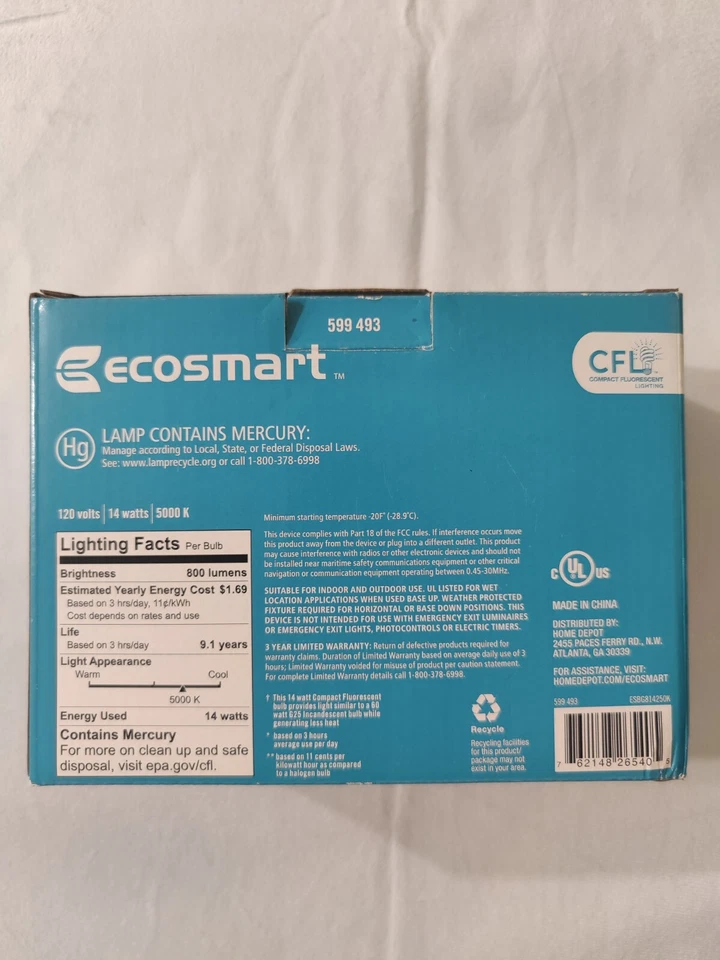 599 493
ecosmart TM
CFL
COMPACT FLUORESCENT
LIGHTING
Hg
LAMP CONTAINS MERCURY:
Manage according to Local, State, or Federal Disposal Laws.
See: www.lamprecycle.org or call 1-800-378-6998
120 volts | 14 watts | 5000 K
Lighting Facts Per Bulb
Brightness 800 lumens
Estimated Yearly Energy Cost $1.69
Based on 3 hrs/day, 11¢/kWh
Cost depends on rates and use
Life
Based on 3 hrs/day 9.1 years
Light Appearance
Warm Cool
5000 K
Energy Used 14 watts
Contains Mercury
For more on clean up and safe
disposal, visit epa.gov/cfl.
Minimum starting temperature -20F° (-28.9°C).
This device complies with Part 18 of the FCC rules. If interference occurs move
this product away from the device or plug into a different outlet. This product
may cause interference with radios or other electronic devices and should not
be installed near maritime safety communications equipment or other critical
navigation or communication equipment operating between 0.45-30MHz.
SUITABLE FOR INDOOR AND OUTDOOR USE. UL LISTED FOR WET
LOCATION APPLICATIONS WHEN USED BASE UP. WEATHER PROTECTED
FIXTURE REQUIRED FOR HORIZONTAL OR BASE DOWN POSITIONS. THIS
DEVICE IS NOT INTENDED FOR USE WITH EMERGENCY EXIT LUMINAIRES
OR EMERGENCY EXIT LIGHTS, PHOTOCONTROLS OR ELECTRIC TIMERS.
3 YEAR LIMITED WARRANTY: Return of defective products required for
warranty claims. Duration of Limited Warranty based on average daily use of 3
hours; Limited Warranty voided for misuse of product per caution statement.
For complete Limited Warranty details call 1-800-378-6998.
† This 14 watt Compact Fluorescent
bulb provides light similar to a 60
watt G25 Incandescent bulb while
generating less heat
* based on 3 hours
average use per day
** based on 11 cents per
kilowatt hour as compared
to a halogen bulb
Recycle
Recycling facilities
for this product/
package may not
exist in your area.
C UL US
MADE IN CHINA
DISTRIBUTED BY:
HOME DEPOT
2455 PACES FERRY RD., N.W.
ATLANTA, GA 30339
FOR ASSISTANCE, VISIT:
HOMEDEPOT.COM/ECOSMART
599 493 ESBG814250K
7 62148 26540 5